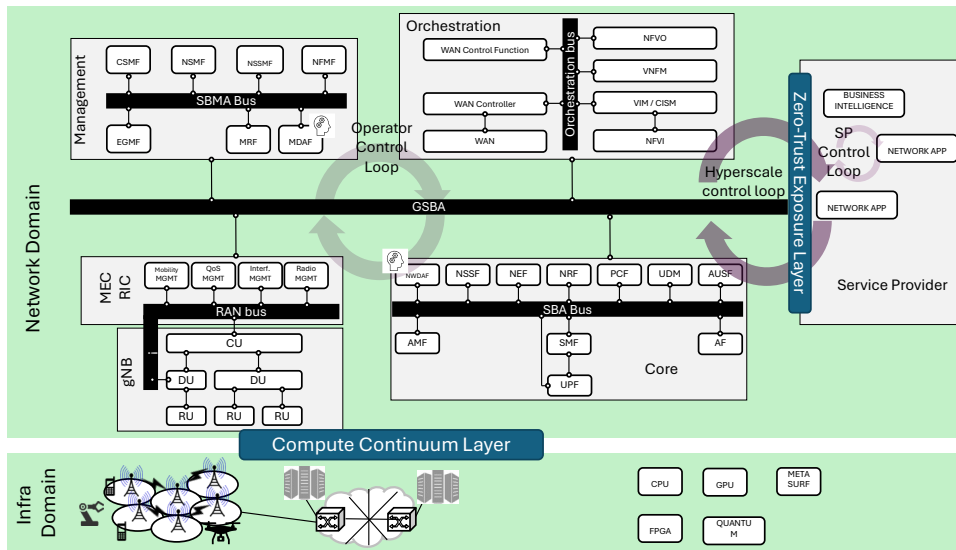 Orchestration
Management
CSMF
NSMF
NSSMF
NFMF
SBMA Bus
EGMF
MRF
MDAF
WAN Control Function
WAN Controller
WAN
Orchestration bus
NFVO
VNFM
VIM / CISM
NFVI
Operator
Control
Loop
Hyperscale
control loop
Zero-Trust Exposure Layer
BUSINESS
INTELLIGENCE
SP
Control
Loop
NETWORK APP
NETWORK APP
Service Provider
GSBA
Network Domain
MEC
RIC
Mobility
MGMT
QoS
MGMT
Interf.
MGMT
Radio
MGMT
RAN bus
gNB
CU
DU
DU
RU
RU
RU
NWDAF
NSSF
NEF
NRF
PCF
UDM
AUSF
SBA Bus
AMF
SMF
AF
UPF
Core
Compute Continuum Layer
Infra
Domain
CPU
GPU
META
SURF
FPGA
QUANTU
M